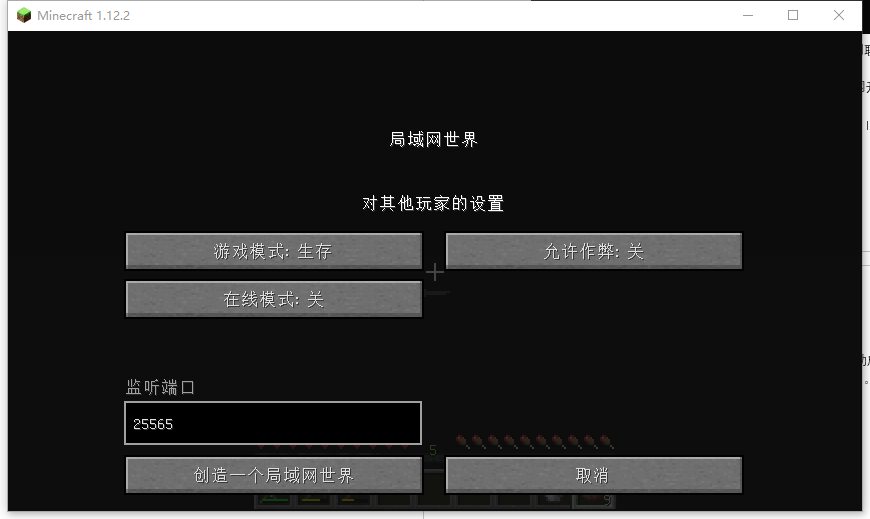 Minecraft 1.12.2
局域网世界
对其他玩家的设置
游戏模式: 生存
允许作弊: 关
在线模式: 关
监听端口
25565
5
创造一个局域网世界
取消
9